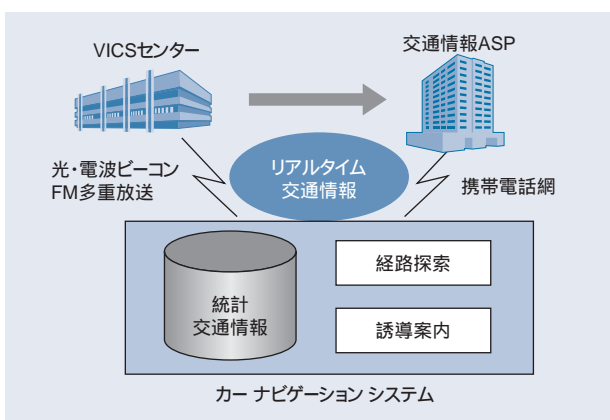 VICSセンター
交通情報ASP
光・電波ビーコン
FM多重放送
リアルタイム
交通情報
携帯電話網
統計
交通情報
経路探索
誘導案内
カー ナビゲーション システム